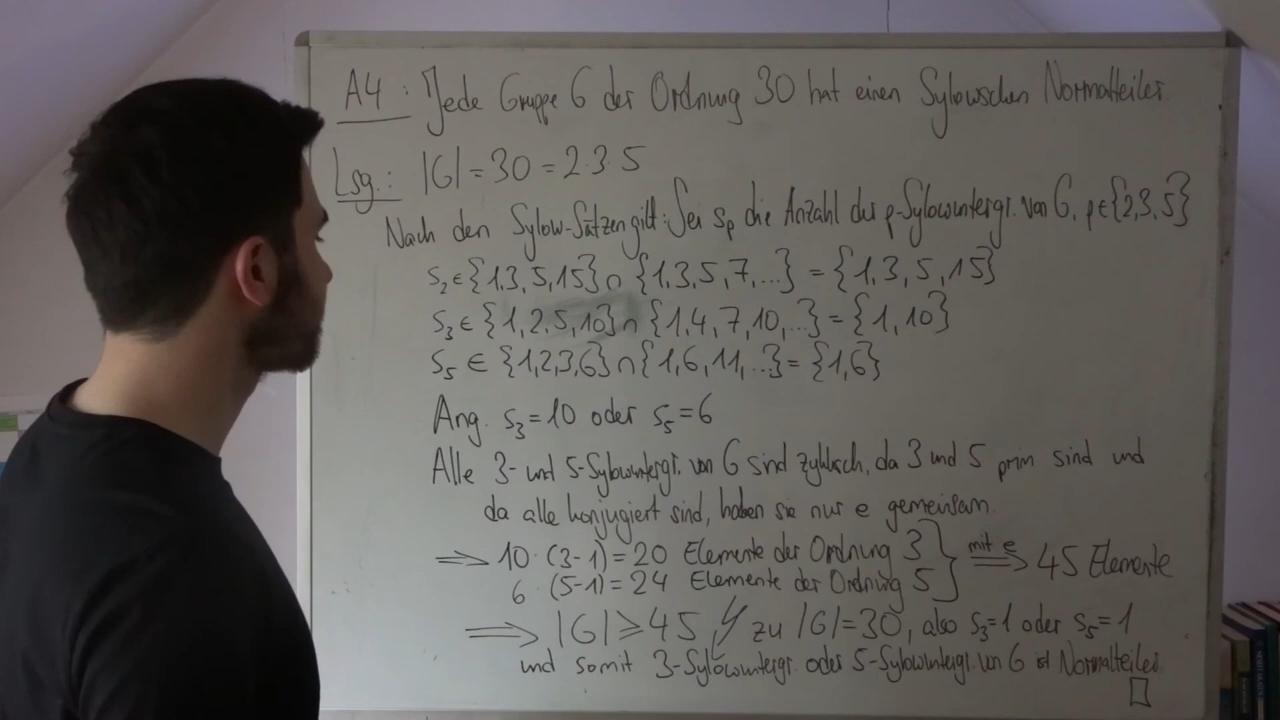 A4: Jede Gruppe G der Ordnung 30 hat einen Sylowschen Normalteiler.
Lsg.: |G| = 30 = 2·3·5
Nach den Sylow-Sätzen gilt: Sei s_p die Anzahl der p-Sylowuntergr. von G, p∈{2,3,5}
s₂ ∈ {1,3,5,15} ∩ {1,3,5,7,...} = {1,3,5,15}
s₃ ∈ {1,2,5,10} ∩ {1,4,7,10,...} = {1,10}
s₅ ∈ {1,2,3,6} ∩ {1,6,11,...} = {1,6}
Ang. s₃=10 oder s₅=6
Alle 3- und 5-Sylowuntergr. von G sind zyklisch, da 3 und 5 prim sind und
da alle konjugiert sind, haben sie nur e gemeinsam.
⟹ 10·(3-1)=20 Elemente der Ordnung 3 } mit e ⟹ 45 Elemente
6·(5-1)=24 Elemente der Ordnung 5
⟹ |G| ≥ 45 ↯ zu |G|=30, also s₃=1 oder s₅=1
und somit 3-Sylowuntergr. oder 5-Sylowuntergr. von G ist Normalteiler.
□